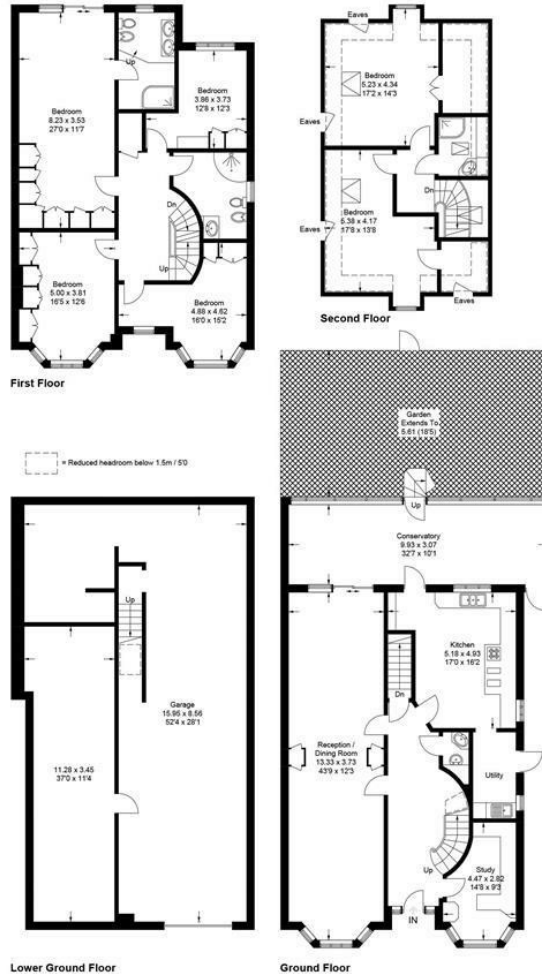 Bedroom
8.23 x 3.53
27'0 x 11'7
Up
Bedroom
3.86 x 3.73
12'8 x 12'3
Dn
Up
Bedroom
5.00 x 3.81
16'5 x 12'6
Bedroom
4.88 x 4.62
16'0 x 15'2
First Floor
Eaves
Bedroom
5.23 x 4.34
17'2 x 14'3
Eaves
Dn
Bedroom
5.38 x 4.17
17'8 x 13'8
Eaves
Eaves
Second Floor
= Reduced headroom below 1.5m / 5'0
Up
Garage
15.95 x 8.56
52'4 x 28'1
11.28 x 3.45
37'0 x 11'4
Lower Ground Floor
Garden
Extends To
5.61 (18'5)
Up
Conservatory
9.93 x 3.07
32'7 x 10'1
Kitchen
5.18 x 4.93
17'0 x 16'2
Dn
Reception /
Dining Room
13.33 x 3.73
43'9 x 12'3
Utility
Study
4.47 x 2.82
14'8 x 9'3
Up
IN
Ground Floor